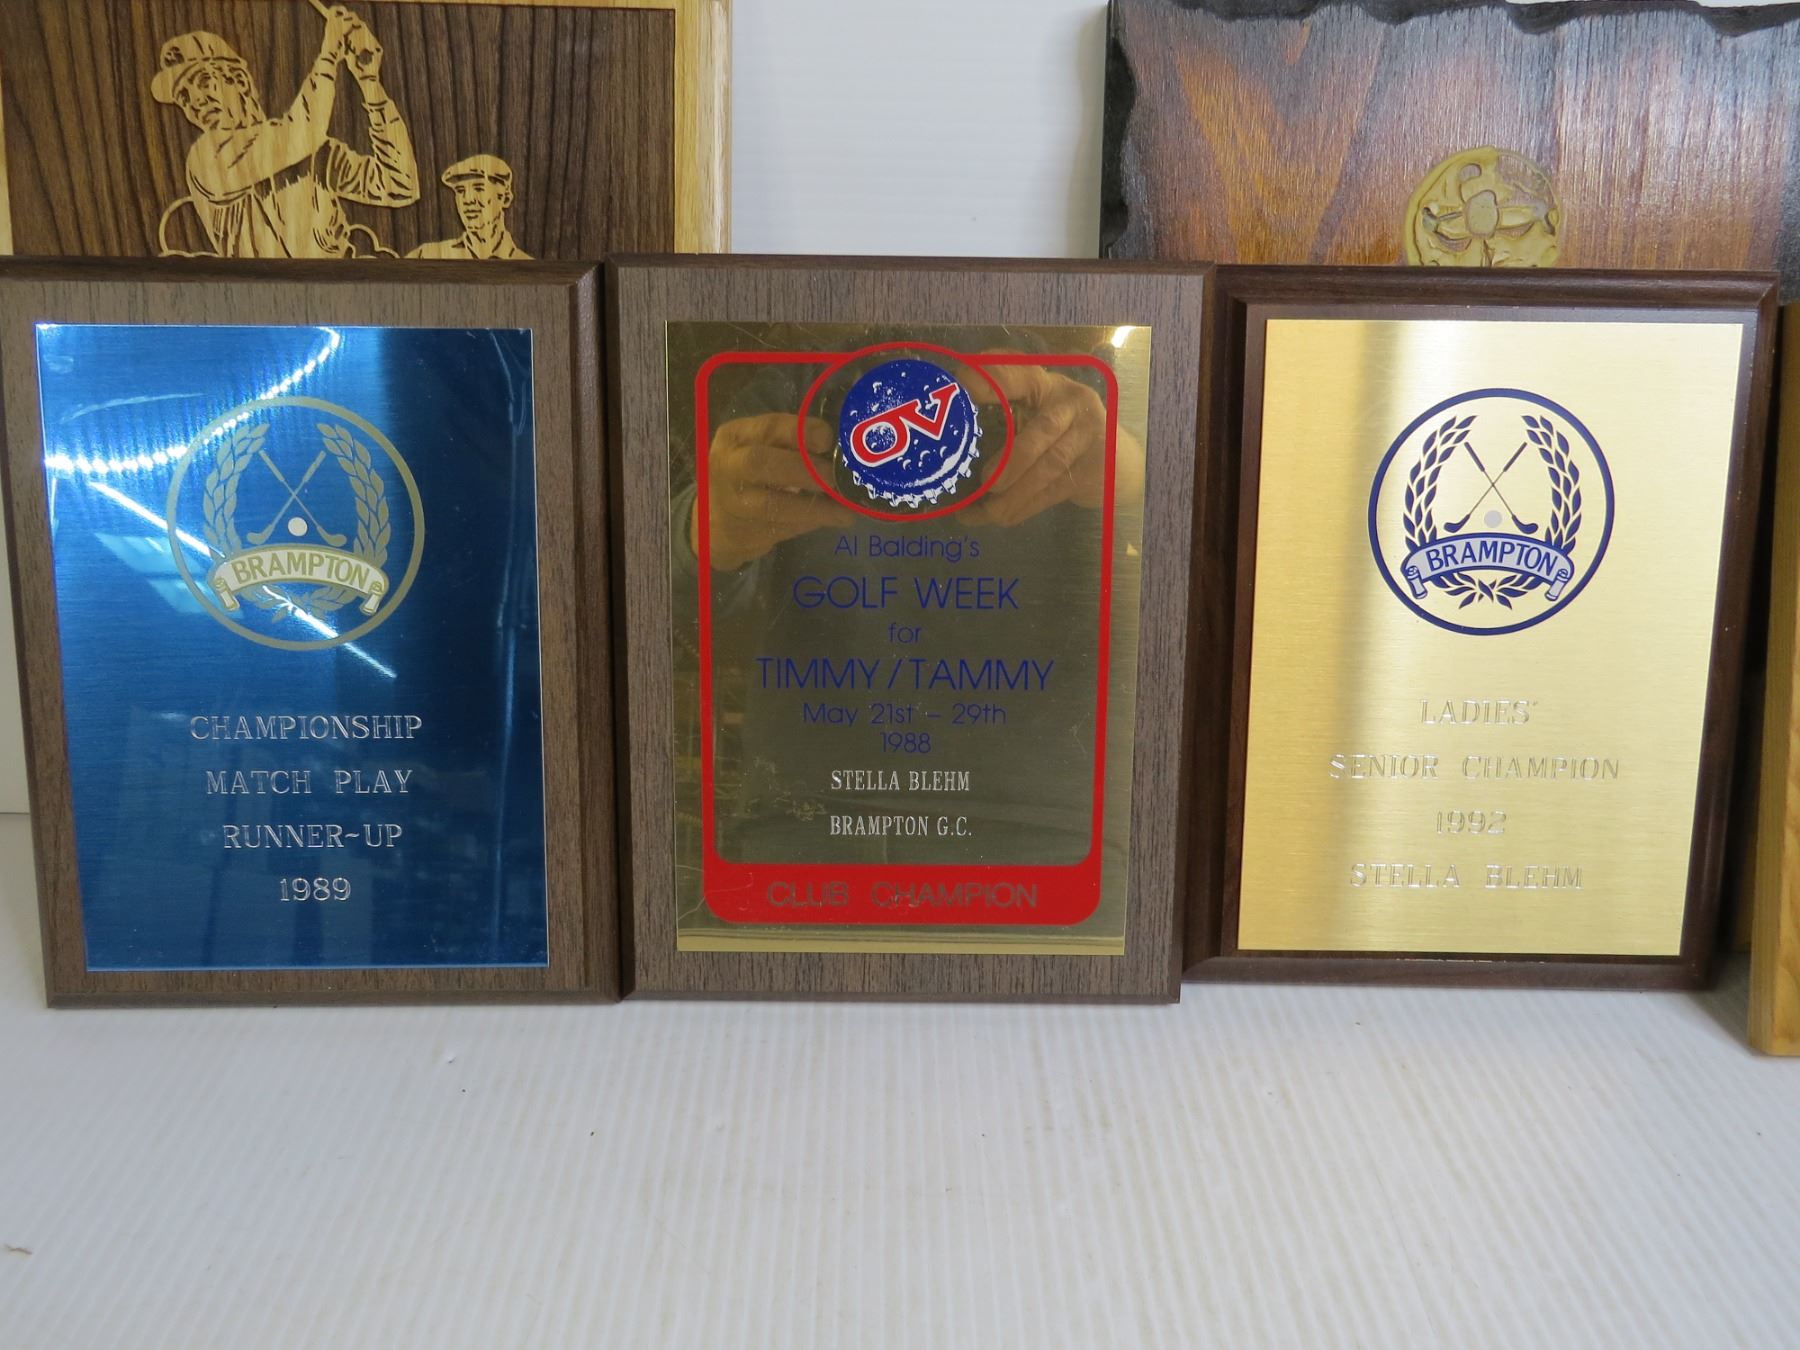 BRAMPTON
CHAMPIONSHIP
MATCH PLAY
RUNNER~UP
1989
OV
Al Balding's
GOLF WEEK
for
TIMMY/TAMMY
May 21st – 29th
1988
STELLA BLEHM
BRAMPTON G.C.
CLUB CHAMPION
BRAMPTON
LADIES'
SENIOR CHAMPION
1992
STELLA BLEHM